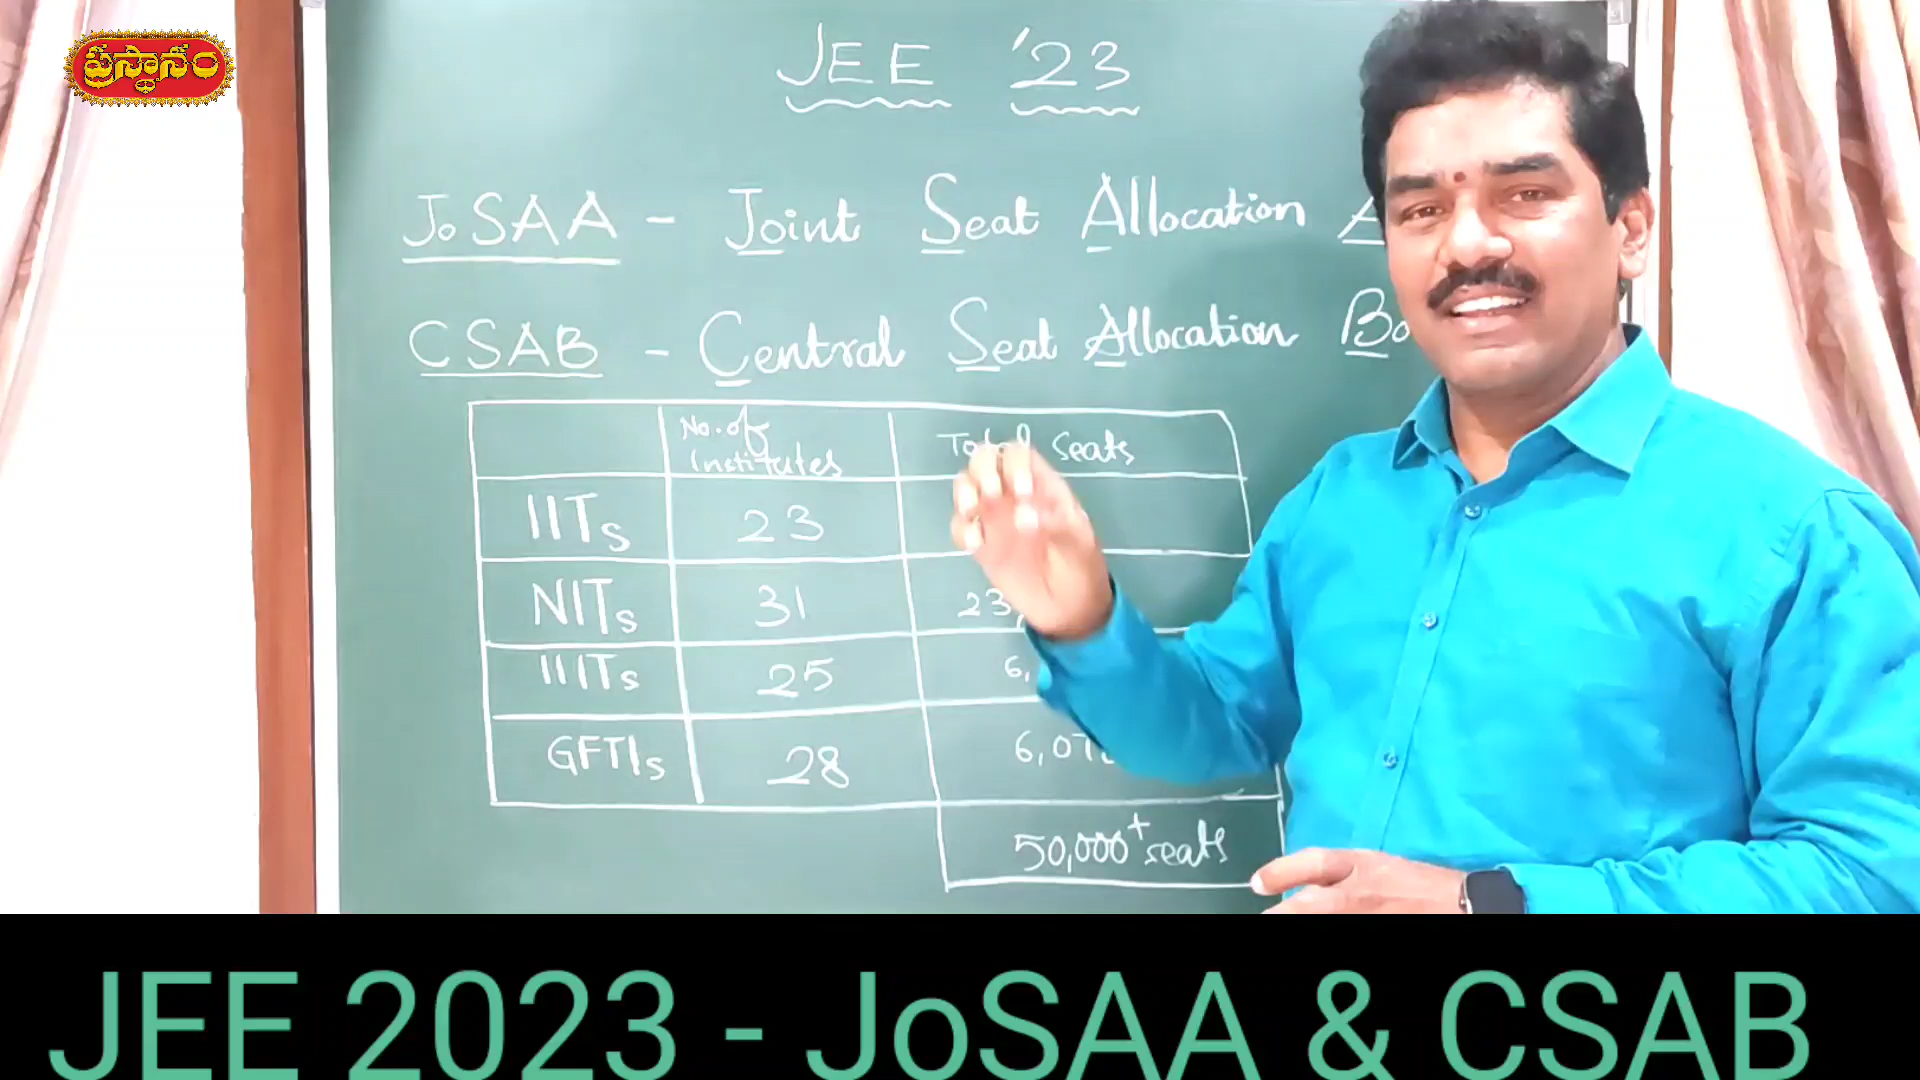 ప్రస్థానం
JEE '23
JoSAA - Joint Seat Allocation
CSAB - Central Seat Allocation
No. of Institutes Total Seats
IITs 23
NITs 31
IIITs 25
GFTIs 28
50,000+ seats
JEE 2023 - JoSAA & CSAB